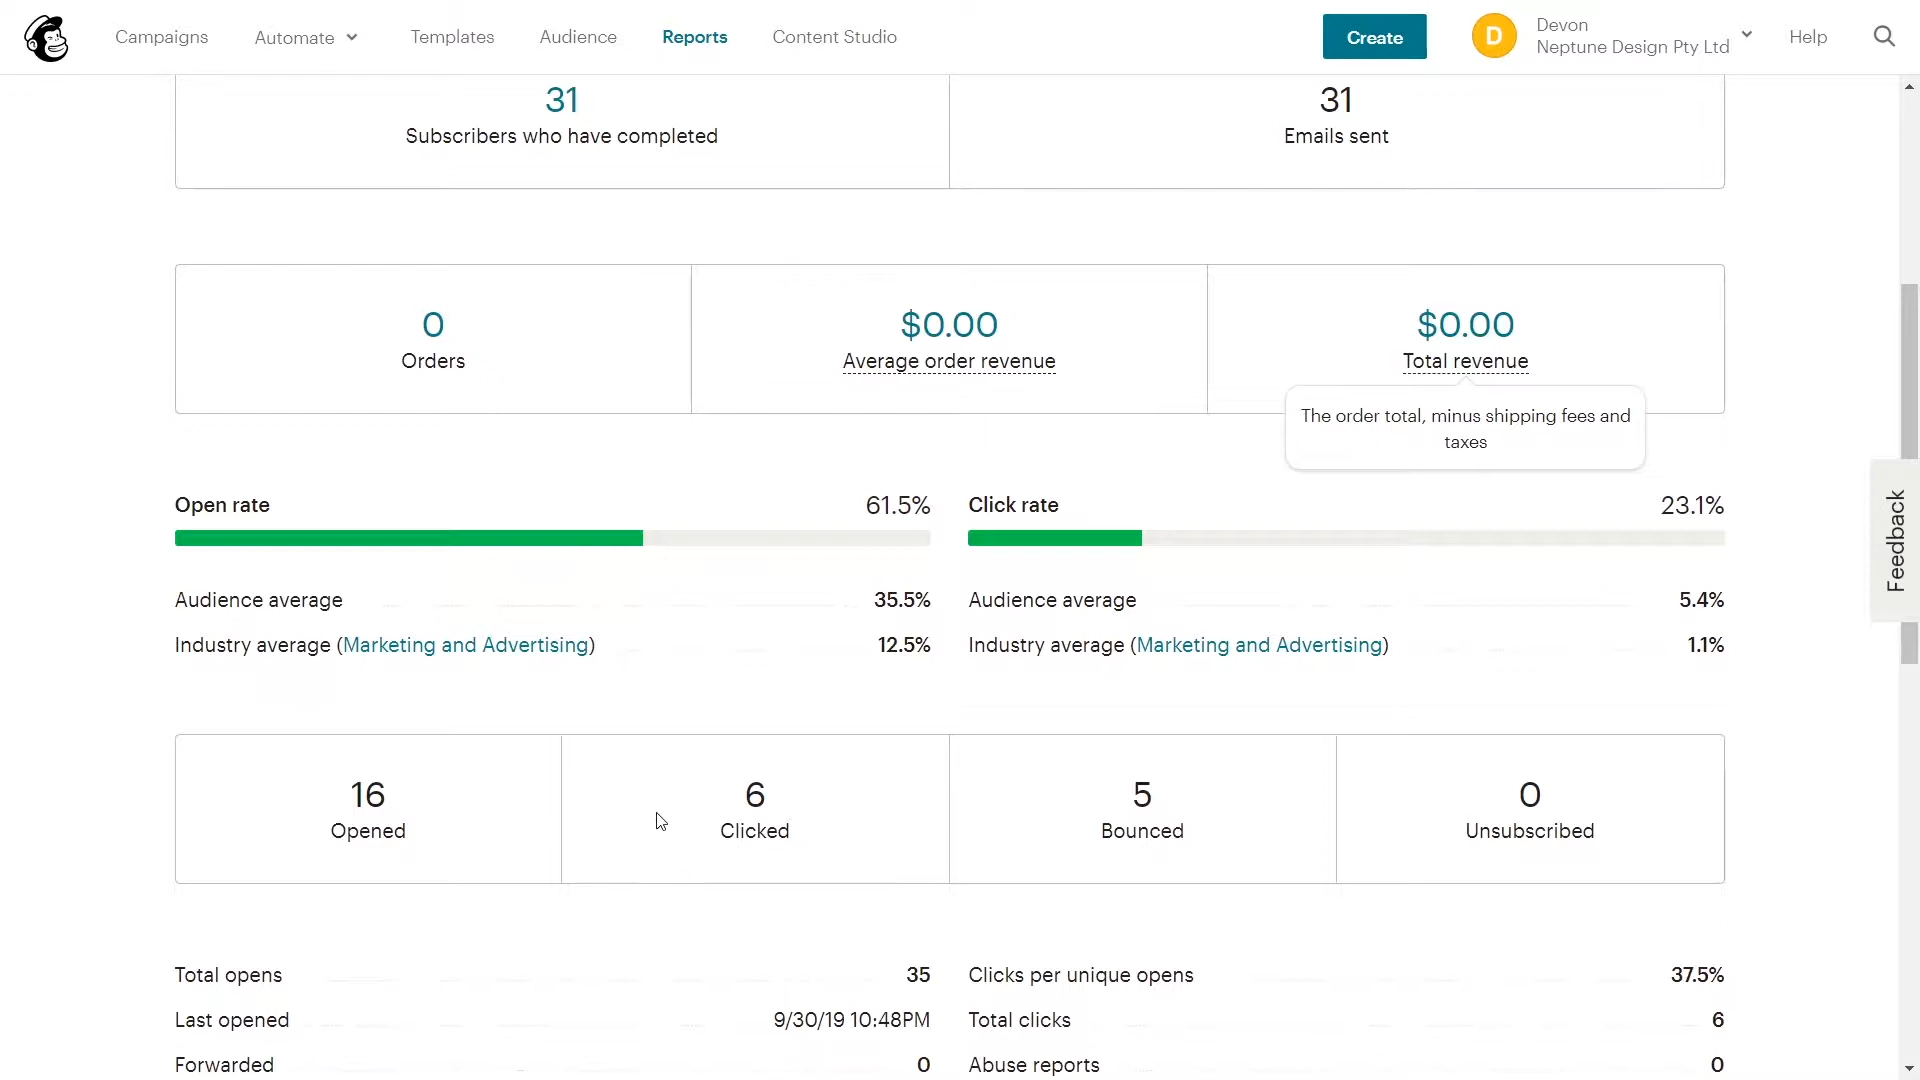 Campaigns
Automate
Templates
Audience
Reports
Content Studio
Create
D
Devon
Neptune Design Pty Ltd
Help
31
Subscribers who have completed
31
Emails sent
0
Orders
$0.00
Average order revenue
$0.00
Total revenue
The order total, minus shipping fees and
taxes
Open rate 61.5%
Audience average 35.5%
Industry average (Marketing and Advertising) 12.5%
Click rate 23.1%
Audience average 5.4%
Industry average (Marketing and Advertising) 1.1%
Feedback
16
Opened
6
Clicked
5
Bounced
0
Unsubscribed
Total opens 35
Last opened 9/30/19 10:48PM
Forwarded 0
Clicks per unique opens 37.5%
Total clicks 6
Abuse reports 0